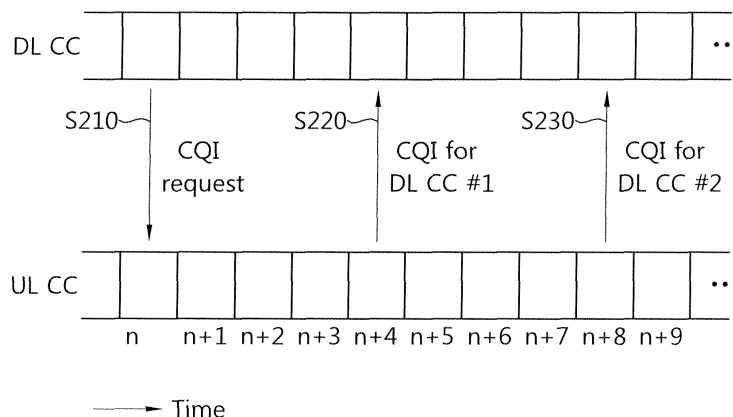 DL CC
··
S210
CQI
request
S220
CQI for
DL CC #1
S230
CQI for
DL CC #2
UL CC
··
n n+1 n+2 n+3 n+4 n+5 n+6 n+7 n+8 n+9
Time